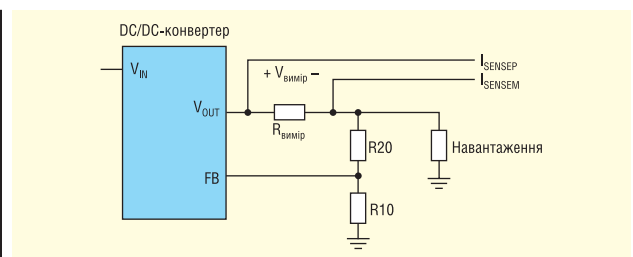 DC/DC-конвертер
V_IN
+ V_вимір −
I_SENSEP
I_SENSEM
V_OUT
R_вимір
R20
Навантаження
FB
R10